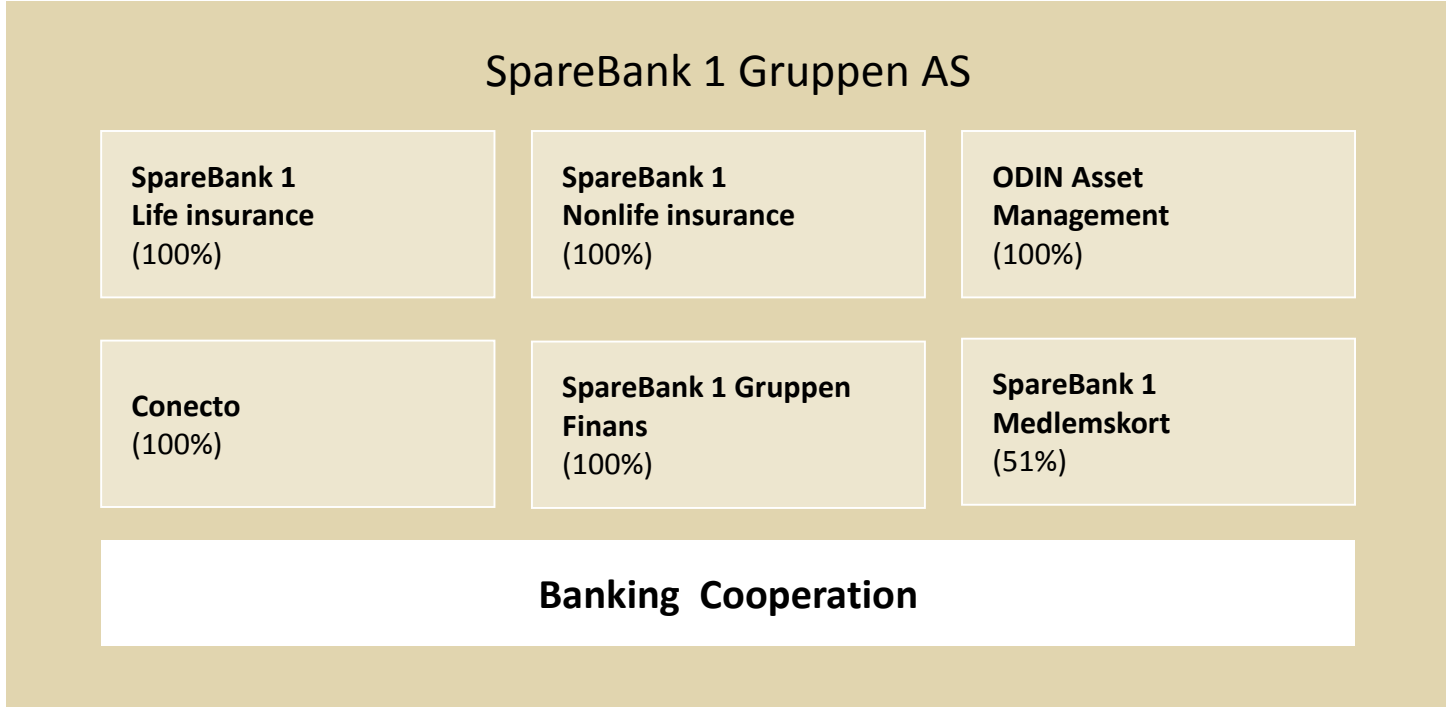 SpareBank 1 Gruppen AS
SpareBank 1
Life insurance
(100%)
SpareBank 1
Nonlife insurance
(100%)
ODIN Asset
Management
(100%)
Conecto
(100%)
SpareBank 1 Gruppen
Finans
(100%)
SpareBank 1
Medlemskort
(51%)
Banking Cooperation